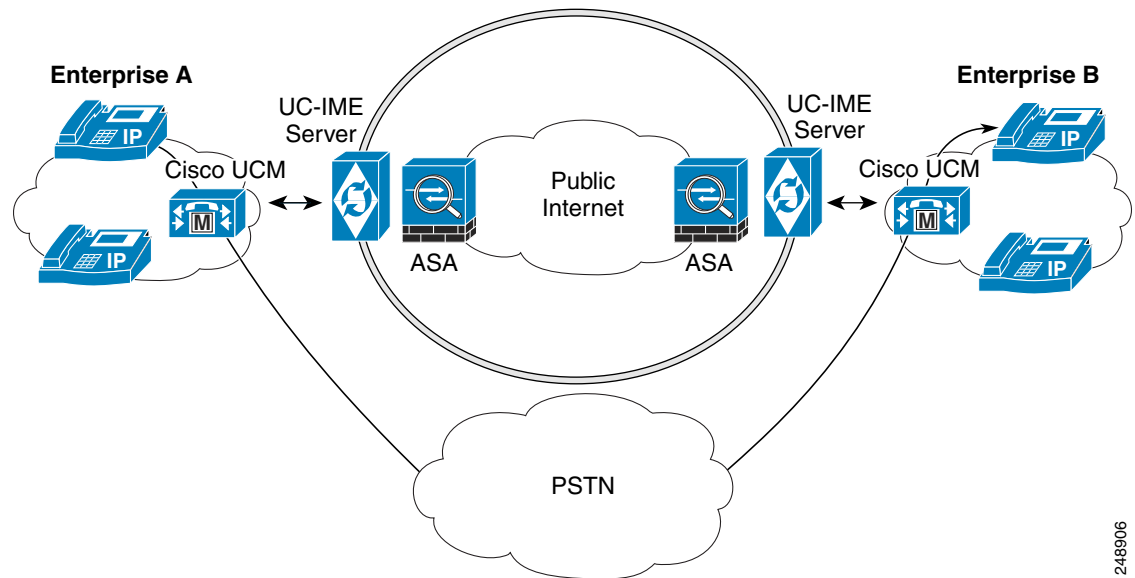 Enterprise A
Enterprise B
UC-IME
Server
UC-IME
Server
IP
IP
Cisco UCM
Cisco UCM
M
M
Public
Internet
IP
IP
ASA
ASA
PSTN
248906